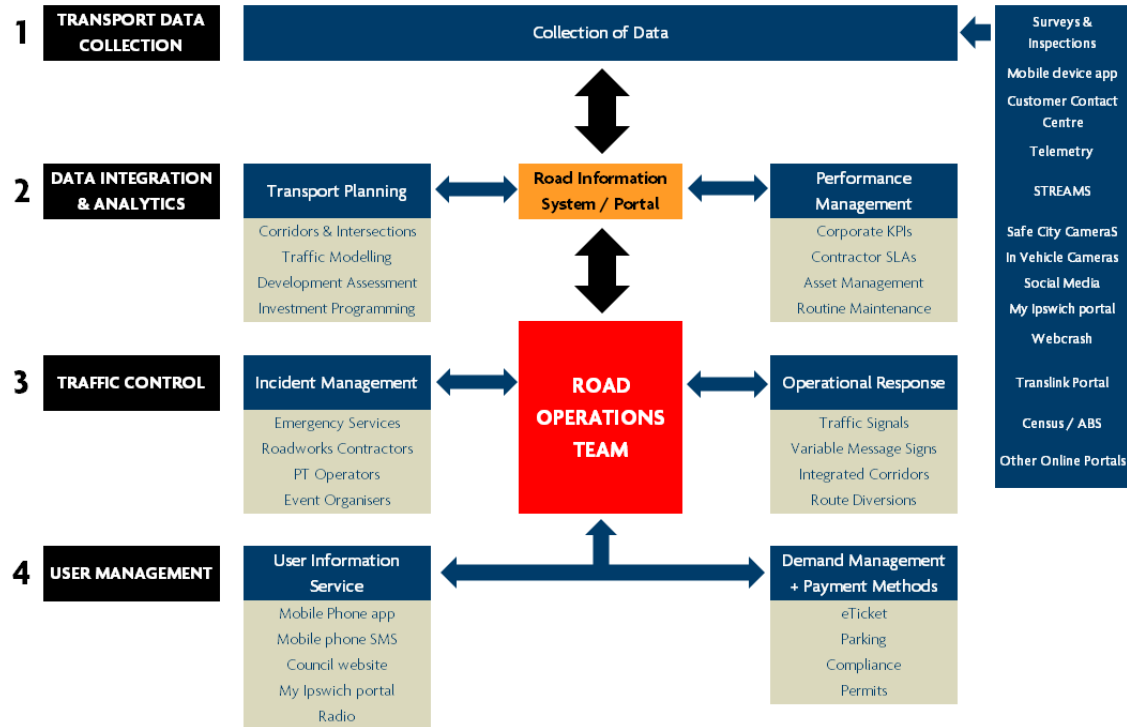 1
TRANSPORT DATA
COLLECTION
Collection of Data
Surveys &
Inspections
Mobile device app
Customer Contact
Centre
Telemetry
STREAMS
Safe City CameraS
In Vehicle Cameras
Social Media
My Ipswich portal
Webcrash
Translink Portal
Census / ABS
Other Online Portals
2
DATA INTEGRATION
& ANALYTICS
Transport Planning
Corridors & Intersections
Traffic Modelling
Development Assessment
Investment Programming
Road Information
System / Portal
Performance
Management
Corporate KPIs
Contractor SLAs
Asset Management
Routine Maintenance
3
TRAFFIC CONTROL
Incident Management
Emergency Services
Roadworks Contractors
PT Operators
Event Organisers
ROAD
OPERATIONS
TEAM
Operational Response
Traffic Signals
Variable Message Signs
Integrated Corridors
Route Diversions
4
USER MANAGEMENT
User Information
Service
Mobile Phone app
Mobile phone SMS
Council website
My Ipswich portal
Radio
Demand Management
+ Payment Methods
eTicket
Parking
Compliance
Permits